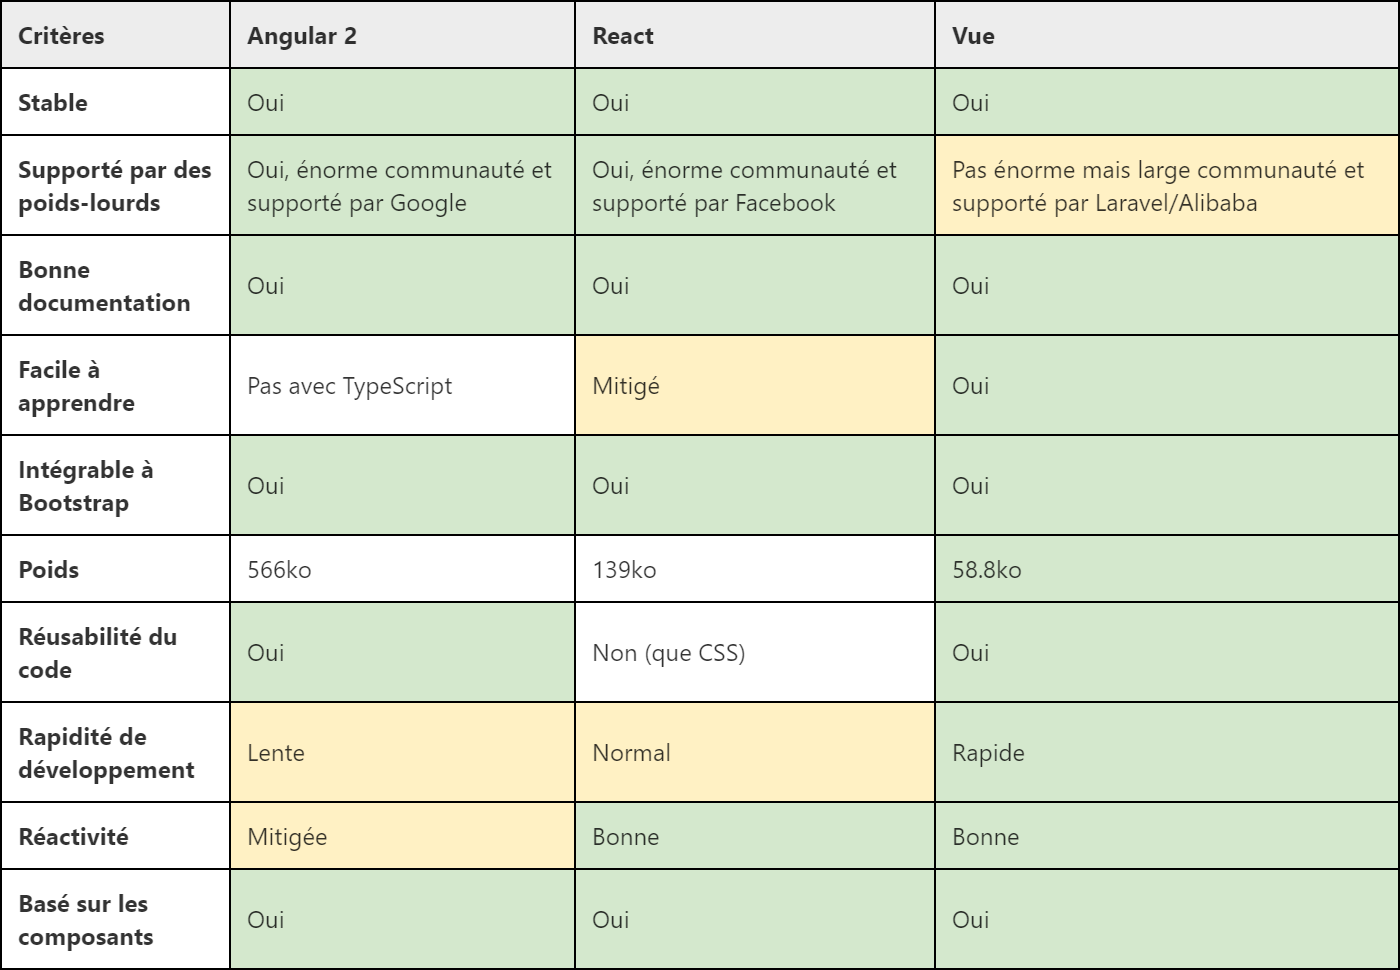 Critères
Angular 2
React
Vue
Stable
Oui
Oui
Oui
Supporté par des
poids-lourds
Oui, énorme communauté et
supporté par Google
Oui, énorme communauté et
supporté par Facebook
Pas énorme mais large communauté et
supporté par Laravel/Alibaba
Bonne
documentation
Oui
Oui
Oui
Facile à
apprendre
Pas avec TypeScript
Mitigé
Oui
Intégrable à
Bootstrap
Oui
Oui
Oui
Poids
566ko
139ko
58.8ko
Réusabilité du
code
Oui
Non (que CSS)
Oui
Rapidité de
développement
Lente
Normal
Rapide
Réactivité
Mitigée
Bonne
Bonne
Basé sur les
composants
Oui
Oui
Oui